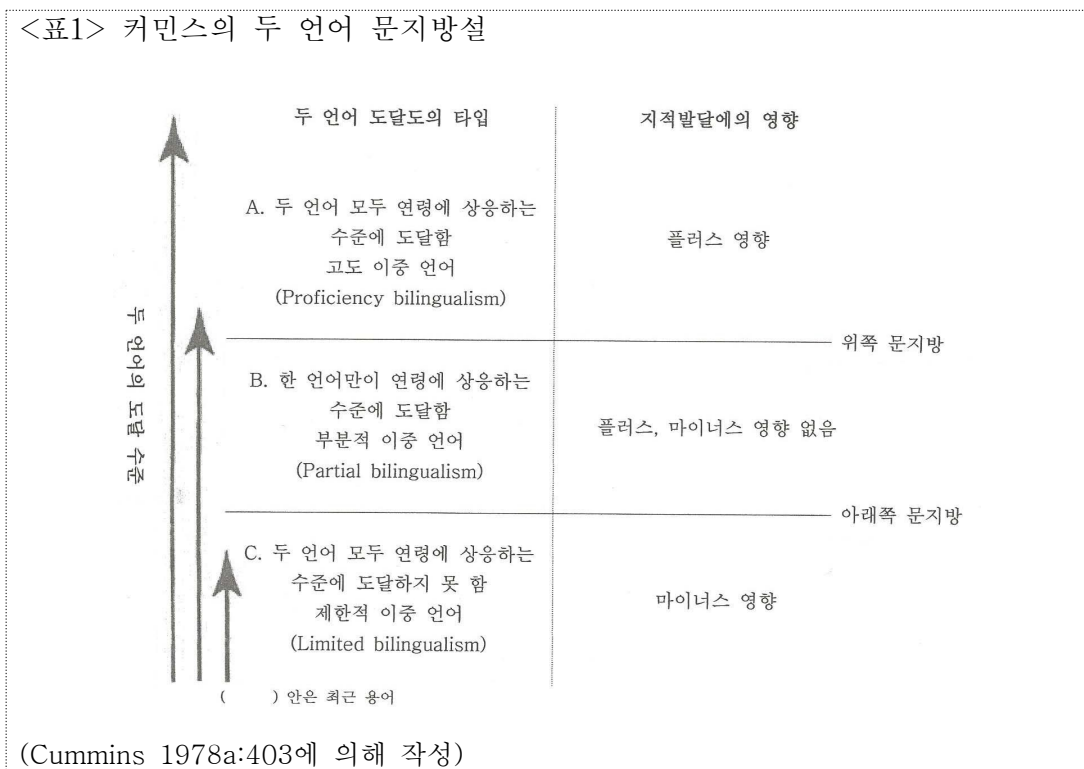 <표1> 커민스의 두 언어 문지방설
두 언어 도달도의 타입
지적발달에의 영향
A. 두 언어 모두 연령에 상응하는
수준에 도달함
고도 이중 언어
(Proficiency bilingualism)
플러스 영향
두 언어의 도달 수준
위쪽 문지방
B. 한 언어만이 연령에 상응하는
수준에 도달함
부분적 이중 언어
(Partial bilingualism)
플러스, 마이너스 영향 없음
아래쪽 문지방
C. 두 언어 모두 연령에 상응하는
수준에 도달하지 못 함
제한적 이중 언어
(Limited bilingualism)
마이너스 영향
( ) 안은 최근 용어
(Cummins 1978a:403에 의해 작성)